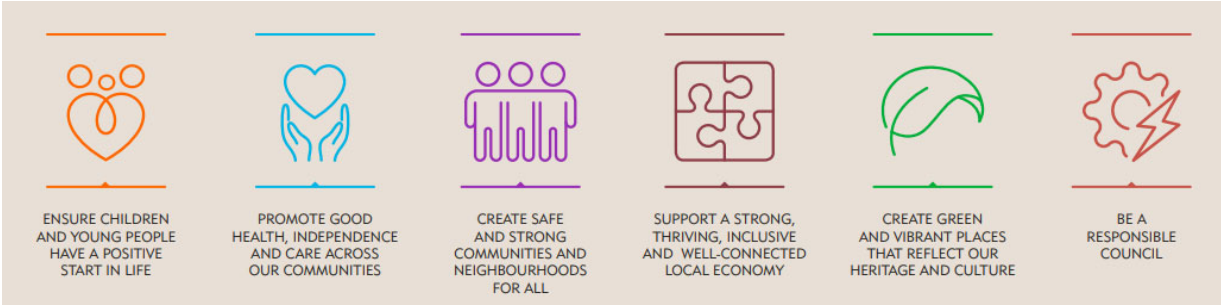 ENSURE CHILDREN
AND YOUNG PEOPLE
HAVE A POSITIVE
START IN LIFE
PROMOTE GOOD
HEALTH, INDEPENDENCE
AND CARE ACROSS
OUR COMMUNITIES
CREATE SAFE
AND STRONG
COMMUNITIES AND
NEIGHBOURHOODS
FOR ALL
SUPPORT A STRONG,
THRIVING, INCLUSIVE
AND WELL-CONNECTED
LOCAL ECONOMY
CREATE GREEN
AND VIBRANT PLACES
THAT REFLECT OUR
HERITAGE AND CULTURE
BE A
RESPONSIBLE
COUNCIL